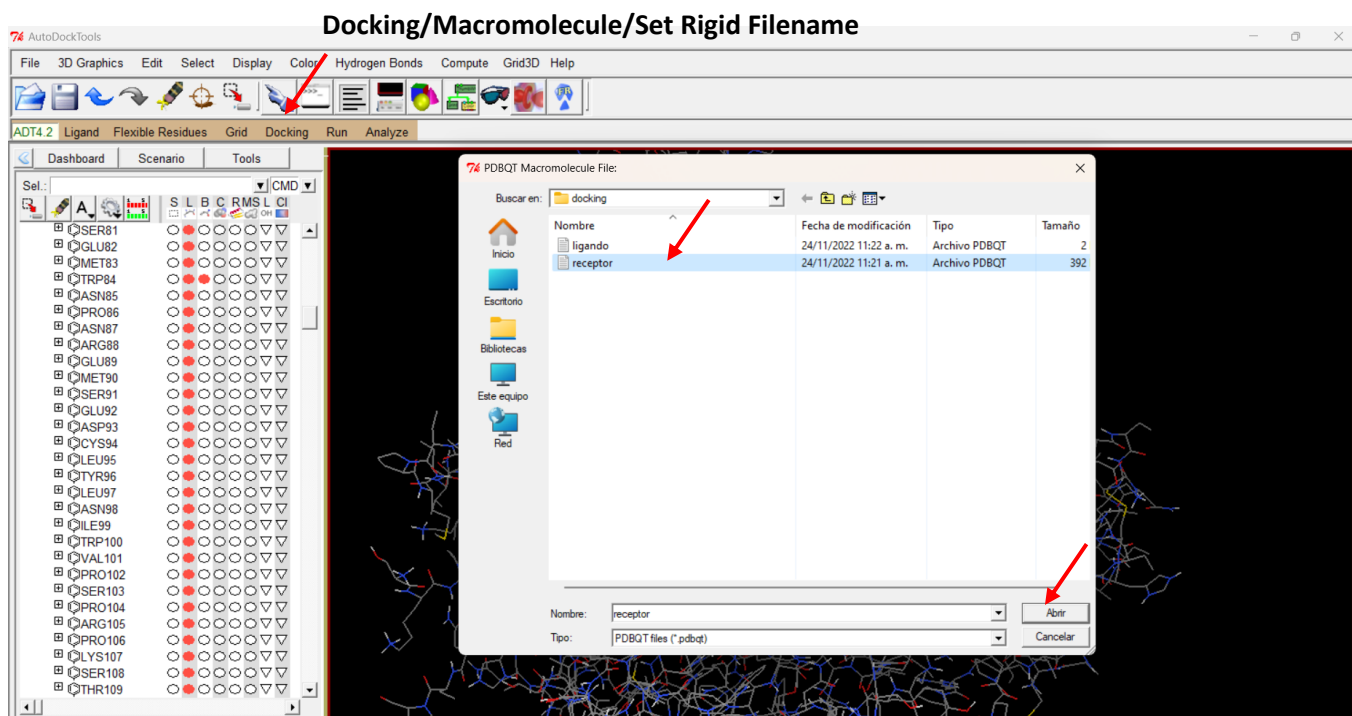 Docking/Macromolecule/Set Rigid Filename
AutoDockTools
File 3D Graphics Edit Select Display Color Hydrogen Bonds Compute Grid3D Help
ADT4.2 Ligand Flexible Residues Grid Docking Run Analyze
Dashboard Scenario Tools
Sel.: CMD
S L B C R MS L Cl
SER81
GLU82
MET83
TRP84
ASN85
PRO86
ASN87
ARG88
GLU89
MET90
SER91
GLU92
ASP93
CYS94
LEU95
TYR96
LEU97
ASN98
ILE99
TRP100
VAL101
PRO102
SER103
PRO104
ARG105
PRO106
LYS107
SER108
THR109
PDBQT Macromolecule File:
Buscar en: docking
Nombre Fecha de modificación Tipo Tamaño
ligando 24/11/2022 11:22 a. m. Archivo PDBQT 2
receptor 24/11/2022 11:21 a. m. Archivo PDBQT 392
Inicio
Escritorio
Bibliotecas
Este equipo
Red
Nombre: receptor Abrir
Tipo: PDBQT files (*.pdbqt) Cancelar